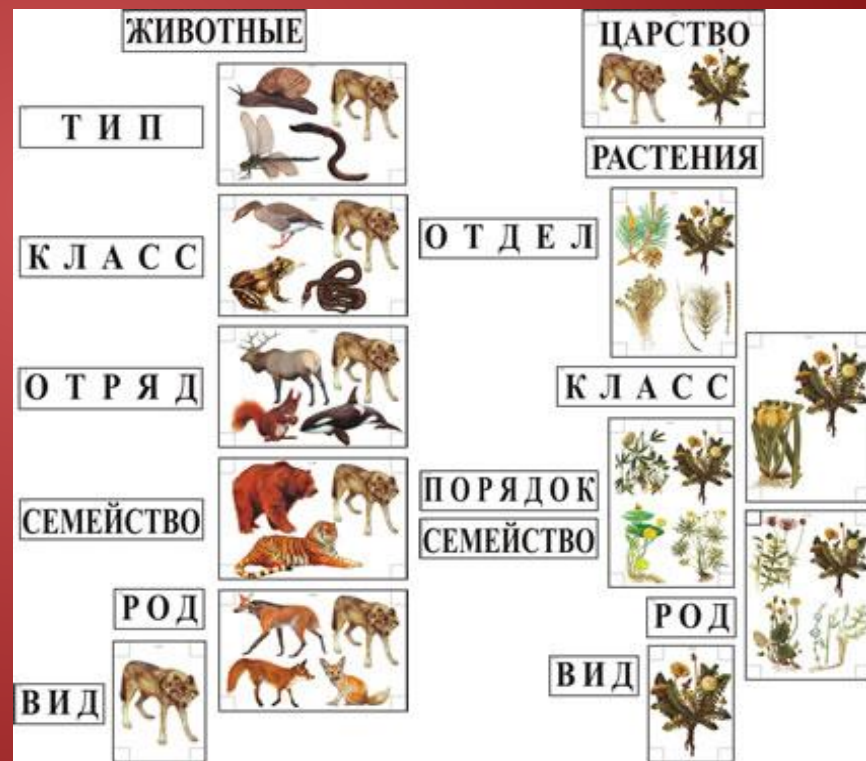 ЖИВОТНЫЕ
ТИП
КЛАСС
ОТРЯД
СЕМЕЙСТВО
РОД
ВИД
ЦАРСТВО
РАСТЕНИЯ
ОТДЕЛ
КЛАСС
ПОРЯДОК
СЕМЕЙСТВО
РОД
ВИД